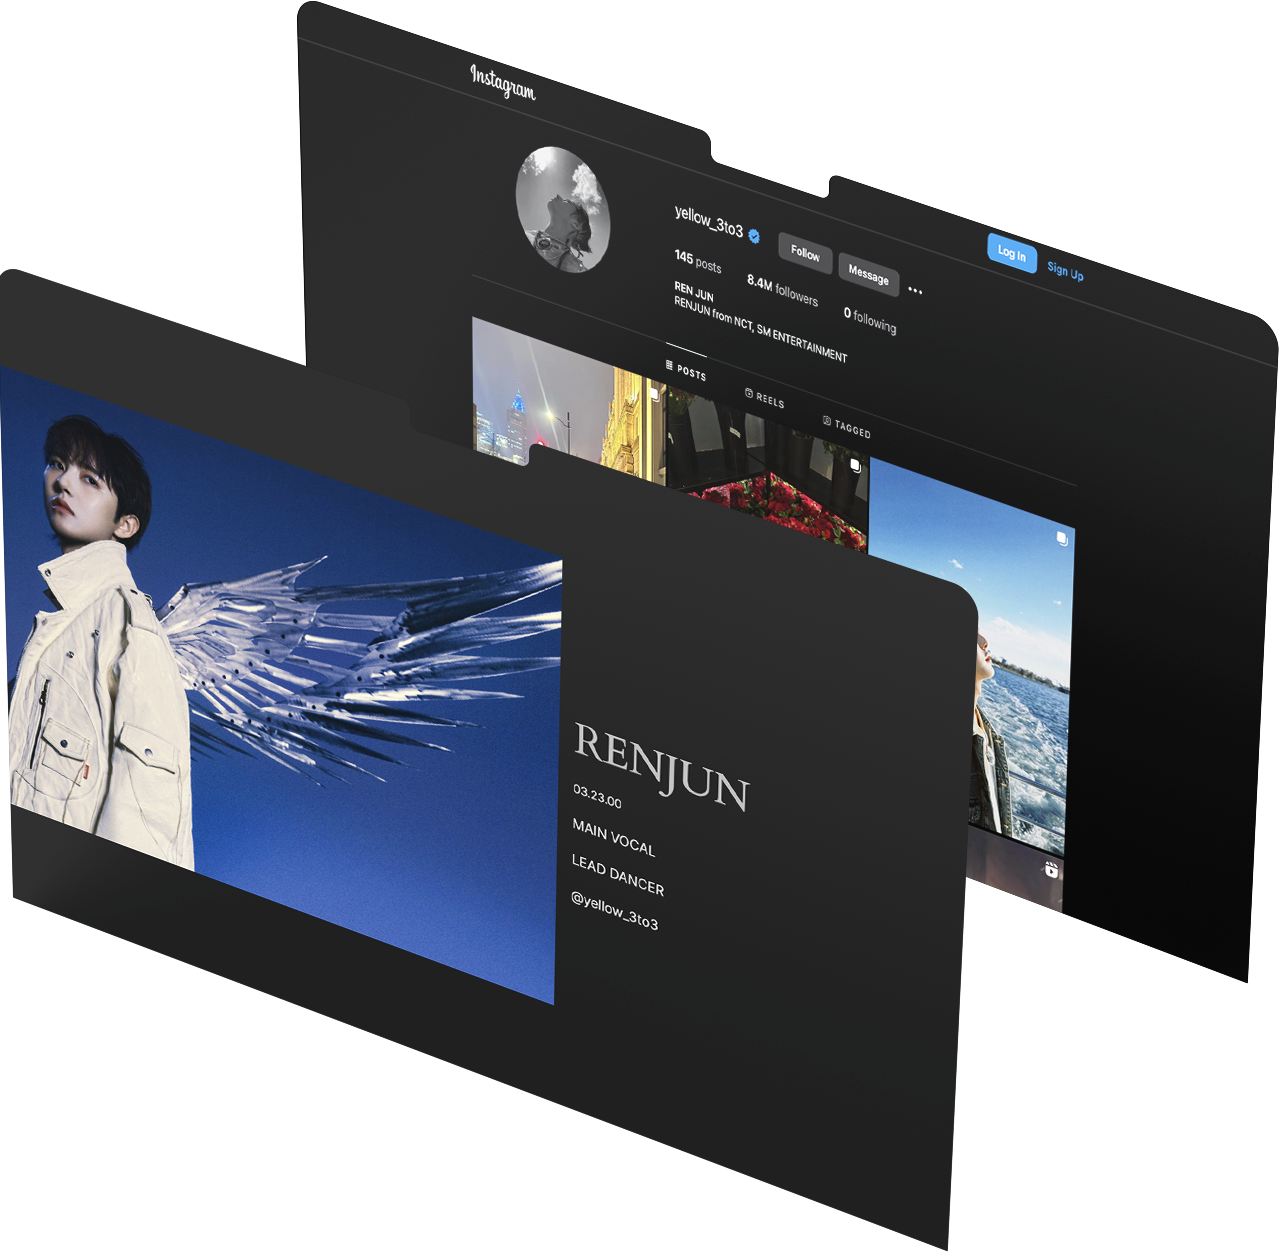 Instagram
yellow_3to3
Follow
Message
Log In
Sign Up
145 posts
8.4M followers
0 following
REN JUN
RENJUN from NCT, SM ENTERTAINMENT
POSTS
REELS
TAGGED
RENJUN
03.23.00
MAIN VOCAL
LEAD DANCER
@yellow_3to3